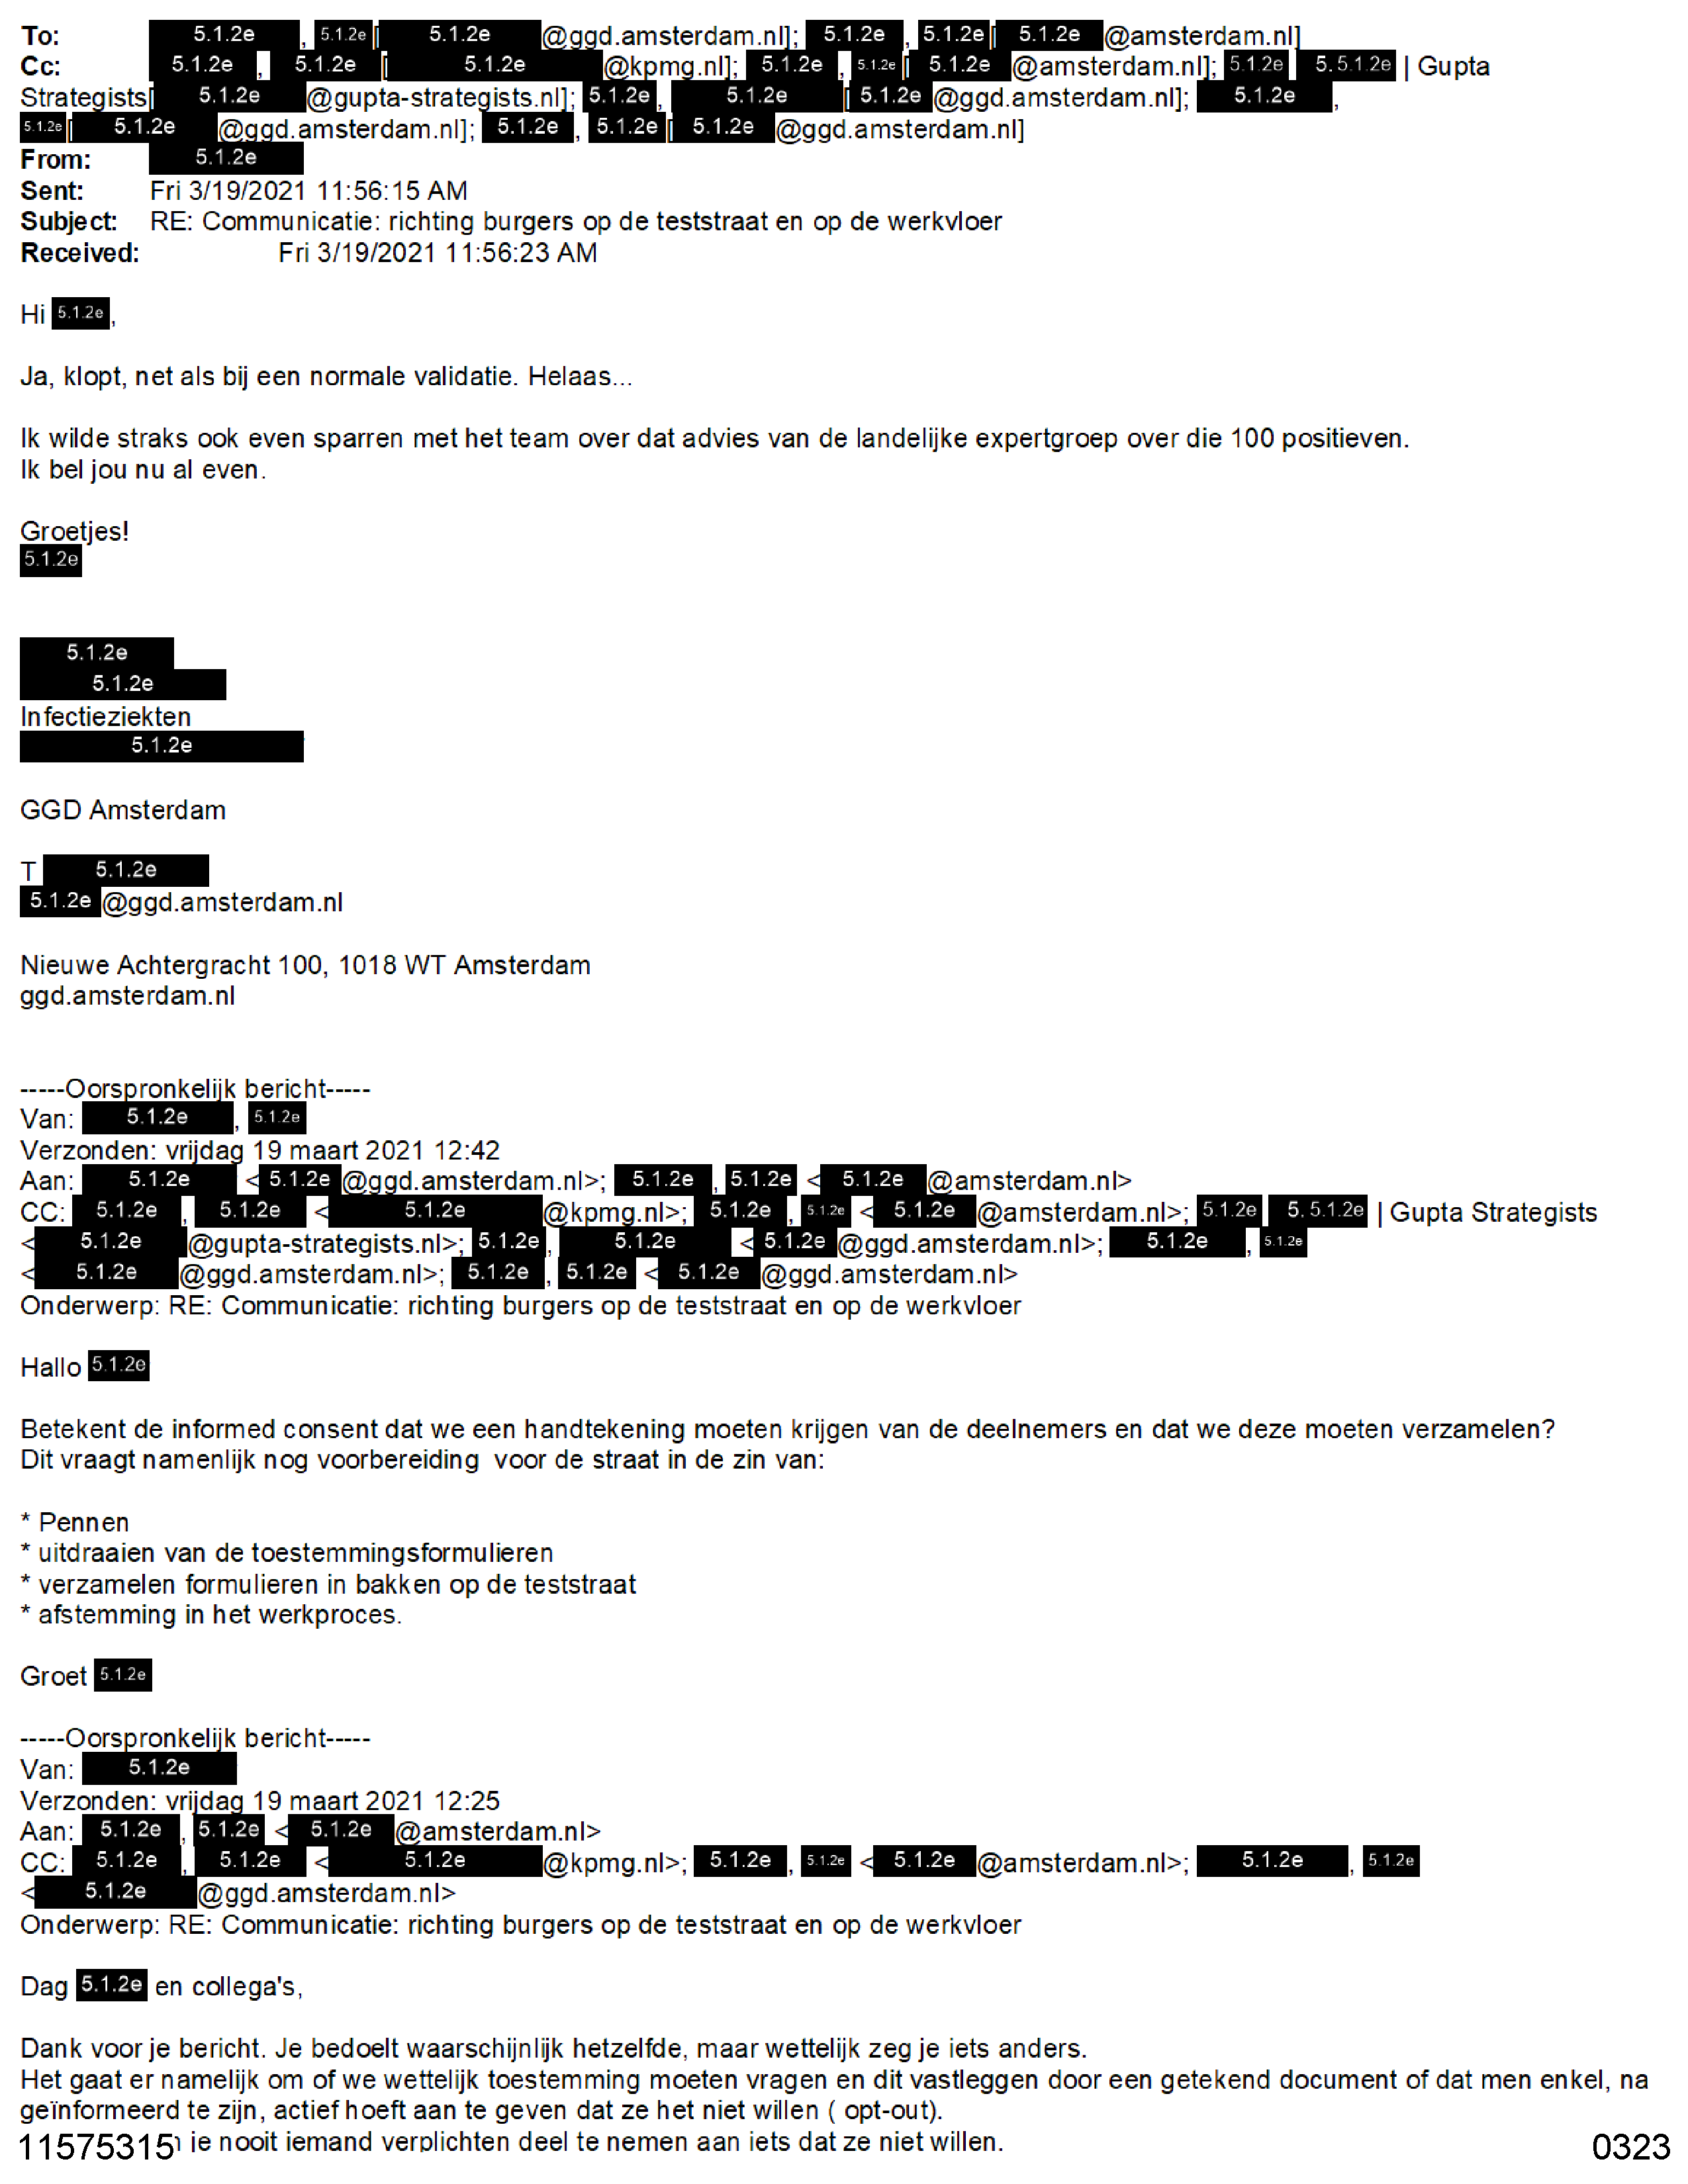 To: 5.1.2e , 5.1.2e [ 5.1.2e @ggd.amsterdam.nl]; 5.1.2e , 5.1.2e [ 5.1.2e @amsterdam.nl]
Cc: 5.1.2e , 5.1.2e [ 5.1.2e @kpmg.nl]; 5.1.2e , 5.1.2e [ 5.1.2e @amsterdam.nl]; 5.1.2e 5.5.1.2e | Gupta
Strategists[ 5.1.2e @gupta-strategists.nl]; 5.1.2e , 5.1.2e [ 5.1.2e @ggd.amsterdam.nl]; 5.1.2e ,
5.1.2e [ 5.1.2e @ggd.amsterdam.nl]; 5.1.2e , 5.1.2e [ 5.1.2e @ggd.amsterdam.nl]
From: 5.1.2e
Sent: Fri 3/19/2021 11:56:15 AM
Subject: RE: Communicatie: richting burgers op de teststraat en op de werkvloer
Received: Fri 3/19/2021 11:56:23 AM
Hi 5.1.2e ,
Ja, klopt, net als bij een normale validatie. Helaas...
Ik wilde straks ook even sparren met het team over dat advies van de landelijke expertgroep over die 100 positieven.
Ik bel jou nu al even.
Groetjes!
5.1.2e
5.1.2e
5.1.2e
Infectieziekten
5.1.2e
GGD Amsterdam
T 5.1.2e
5.1.2e @ggd.amsterdam.nl
Nieuwe Achtergracht 100, 1018 WT Amsterdam
ggd.amsterdam.nl
-----Oorspronkelijk bericht-----
Van: 5.1.2e , 5.1.2e
Verzonden: vrijdag 19 maart 2021 12:42
Aan: 5.1.2e < 5.1.2e @ggd.amsterdam.nl>; 5.1.2e , 5.1.2e < 5.1.2e @amsterdam.nl>
CC: 5.1.2e , 5.1.2e < 5.1.2e @kpmg.nl>; 5.1.2e , 5.1.2e < 5.1.2e @amsterdam.nl>; 5.1.2e 5.5.1.2e | Gupta Strategists
< 5.1.2e @gupta-strategists.nl>; 5.1.2e , 5.1.2e < 5.1.2e @ggd.amsterdam.nl>; 5.1.2e , 5.1.2e
< 5.1.2e @ggd.amsterdam.nl>; 5.1.2e , 5.1.2e < 5.1.2e @ggd.amsterdam.nl>
Onderwerp: RE: Communicatie: richting burgers op de teststraat en op de werkvloer
Hallo 5.1.2e
Betekent de informed consent dat we een handtekening moeten krijgen van de deelnemers en dat we deze moeten verzamelen?
Dit vraagt namenlijk nog voorbereiding voor de straat in de zin van:
* Pennen
* uitdraaien van de toestemmingsformulieren
* verzamelen formulieren in bakken op de teststraat
* afstemming in het werkproces.
Groet 5.1.2e
-----Oorspronkelijk bericht-----
Van: 5.1.2e
Verzonden: vrijdag 19 maart 2021 12:25
Aan: 5.1.2e , 5.1.2e < 5.1.2e @amsterdam.nl>
CC: 5.1.2e , 5.1.2e < 5.1.2e @kpmg.nl>; 5.1.2e , 5.1.2e < 5.1.2e @amsterdam.nl>; 5.1.2e , 5.1.2e
< 5.1.2e @ggd.amsterdam.nl>
Onderwerp: RE: Communicatie: richting burgers op de teststraat en op de werkvloer
Dag 5.1.2e en collega's,
Dank voor je bericht. Je bedoelt waarschijnlijk hetzelfde, maar wettelijk zeg je iets anders.
Het gaat er namelijk om of we wettelijk toestemming moeten vragen en dit vastleggen door een getekend document of dat men enkel, na
geïnformeerd te zijn, actief hoeft aan te geven dat ze het niet willen ( opt-out).
11575315 je nooit iemand verplichten deel te nemen aan iets dat ze niet willen. 0323